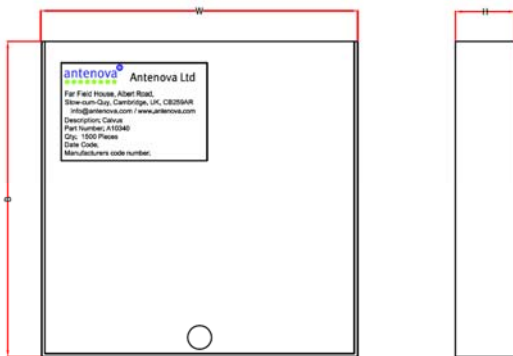 W
H
D
antenova® Antenova Ltd
Far Field House, Albert Road,
Stow-cum-Quy, Cambridge, UK, CB259AR
info@antenova.com / www.antenova.com
Description; Calvus
Part Number; A10340
Qty; 1500 Pieces
Date Code;
Manufacturers code number;